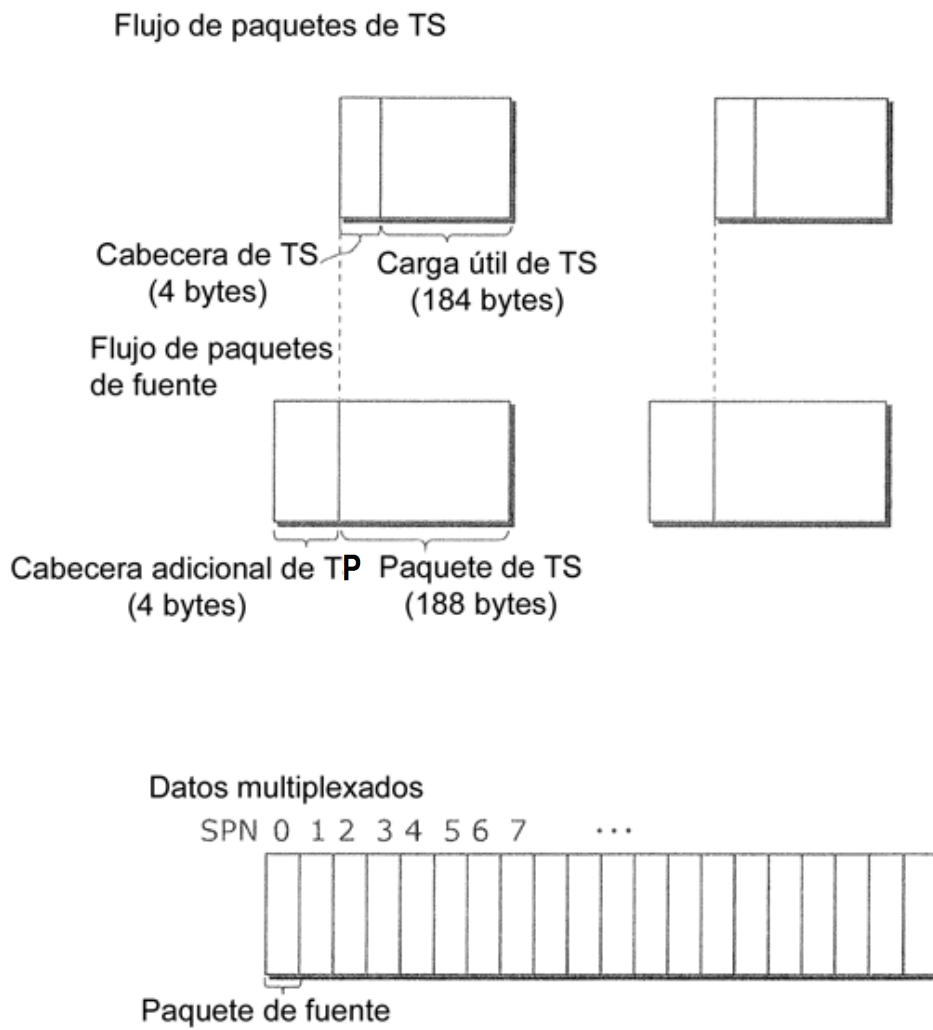 Flujo de paquetes de TS
Cabecera de TS
(4 bytes)
Carga útil de TS
(184 bytes)
Flujo de paquetes
de fuente
Cabecera adicional de TP
(4 bytes)
Paquete de TS
(188 bytes)
Datos multiplexados
SPN 0 1 2 3 4 5 6 7 ...
Paquete de fuente